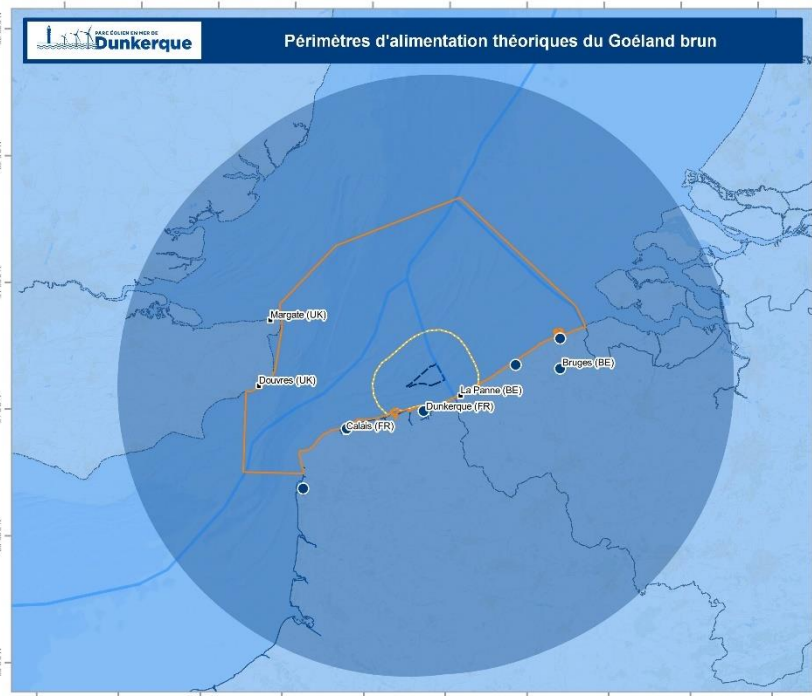 PARC ÉOLIEN EN MER DE
Dunkerque
Périmètres d'alimentation théoriques du Goéland brun
Margate (UK)
Bruges (BE)
Douvres (UK)
La Panne (BE)
Dunkerque (FR)
Calais (FR)